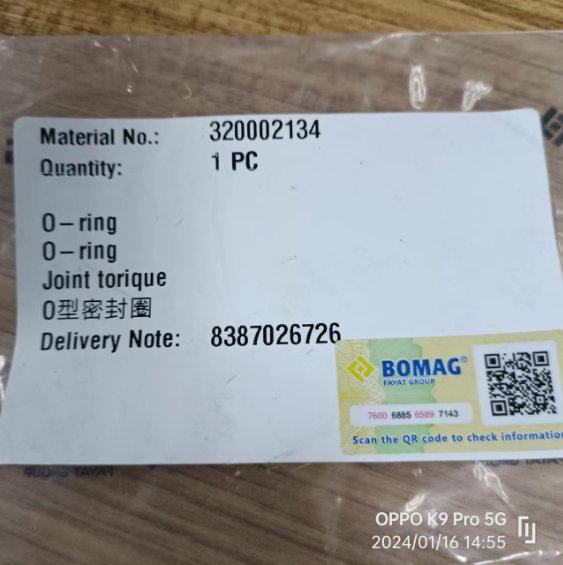 Material No.: 320002134
Quantity: 1 PC
O-ring
O-ring
Joint torique
O型密封圈
Delivery Note: 8387026726
BOMAG®
FAYAT GROUP
7600 6885 6589 7143
Scan the QR code to check information
FAYAT GROUP
OPPO K9 Pro 5G
2024/01/16 14:55